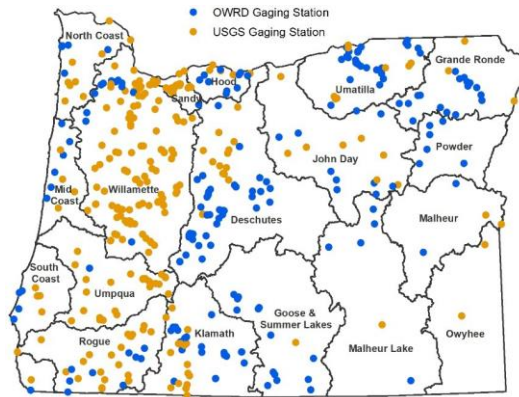 OWRD Gaging Station
USGS Gaging Station
North Coast
Hood
Sandy
Umatilla
Grande Ronde
Powder
John Day
Mid
Coast
Willamette
Deschutes
Malheur
South
Coast
Umpqua
Rogue
Klamath
Goose &
Summer Lakes
Malheur Lake
Owyhee